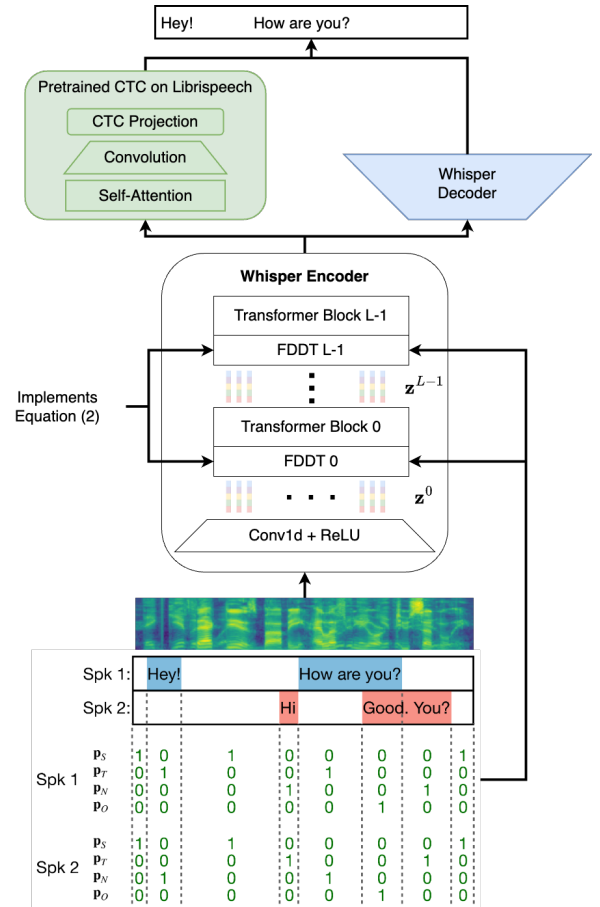 Hey! How are you?
Pretrained CTC on Librispeech
CTC Projection
Convolution
Self-Attention
Whisper
Decoder
Whisper Encoder
Transformer Block L-1
FDDT L-1
z^{L-1}
Implements
Equation (2)
Transformer Block 0
FDDT 0
z^0
Conv1d + ReLU
Spk 1: Hey! How are you?
Spk 2: Hi Good. You?
Spk 1
p_S 1 0 1 0 0 0 0 1
p_T 0 1 0 0 1 0 0 0
p_N 0 0 0 1 0 0 1 0
p_O 0 0 0 0 0 1 0 0
Spk 2
p_S 1 0 1 0 0 0 0 1
p_T 0 0 0 1 0 0 1 0
p_N 0 1 0 0 1 0 0 0
p_O 0 0 0 0 0 1 0 0